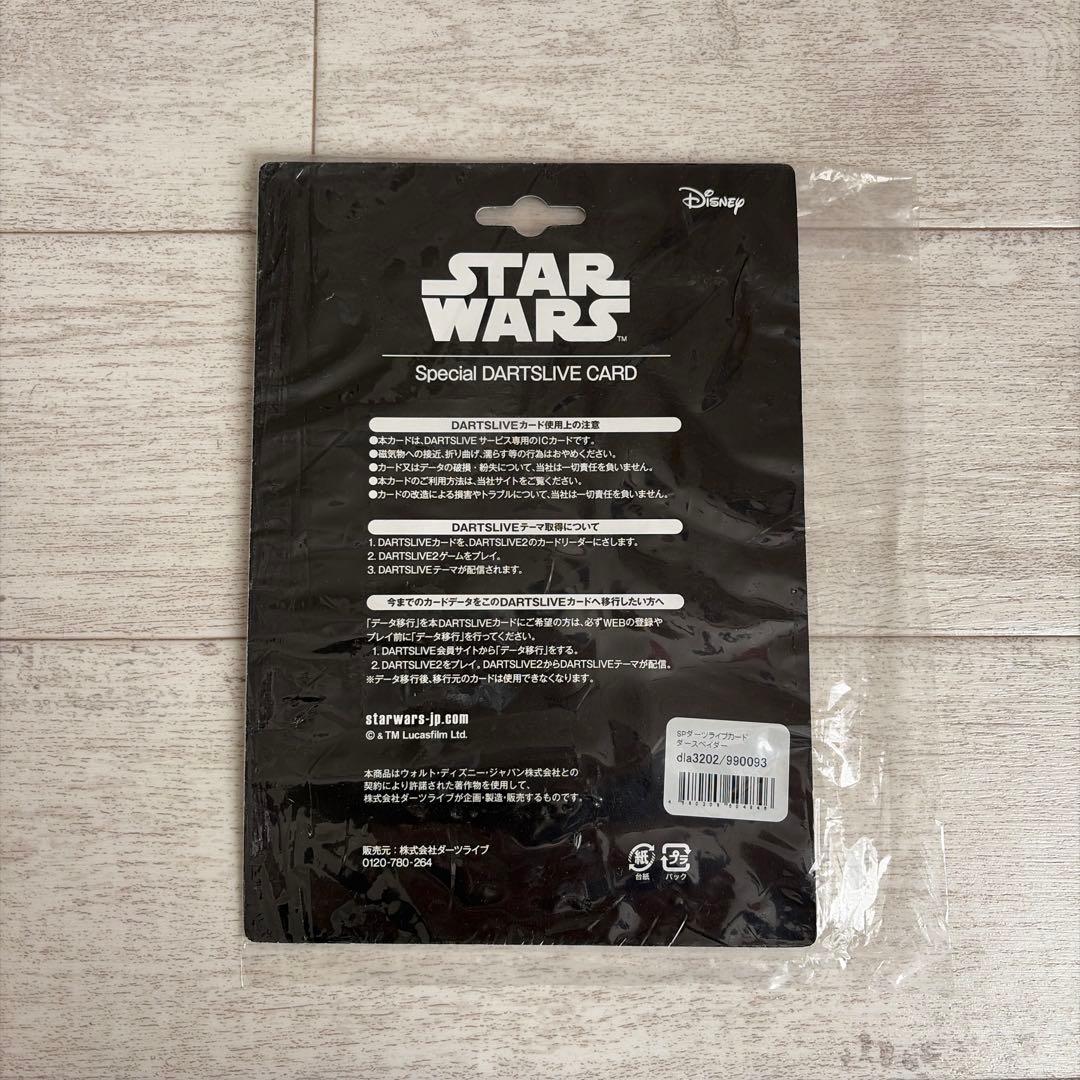 Disney
STAR
WARS
TM
Special DARTSLIVE CARD
DARTSLIVEカード使用上の注意
●本カードは、DARTSLIVE サービス専用のICカードです。
●磁気物への接近、折り曲げ、濡らす等の行為はおやめください。
●カード又はデータの破損・紛失について、当社は一切責任を負いません。
●本カードのご利用方法は、当社サイトをご覧ください。
●カードの改造による損害やトラブルについて、当社は一切責任を負いません。
DARTSLIVEテーマ取得について
1. DARTSLIVEカードを、DARTSLIVE2のカードリーダーにさします。
2. DARTSLIVE2ゲームをプレイ。
3. DARTSLIVEテーマが配信されます。
今までのカードデータをこのDARTSLIVEカードへ移行したい方へ
「データ移行」を本DARTSLIVEカードにご希望の方は、必ずWEBの登録や
プレイ前に「データ移行」を行ってください。
1. DARTSLIVE会員サイトから「データ移行」をする。
2. DARTSLIVE2をプレイ。DARTSLIVE2からDARTSLIVEテーマが配信。
※データ移行後、移行元のカードは使用できなくなります。
starwars-jp.com
© & TM Lucasfilm Ltd.
SPダーツライブカード
ダースベイダー
dla3202/990093
本商品はウォルト・ディズニー・ジャパン株式会社との
契約により許諾された著作物を使用して、
株式会社ダーツライブが企画・製造・販売するものです。
販売元：株式会社ダーツライブ
0120-780-264
紙
台紙
プラ
パック